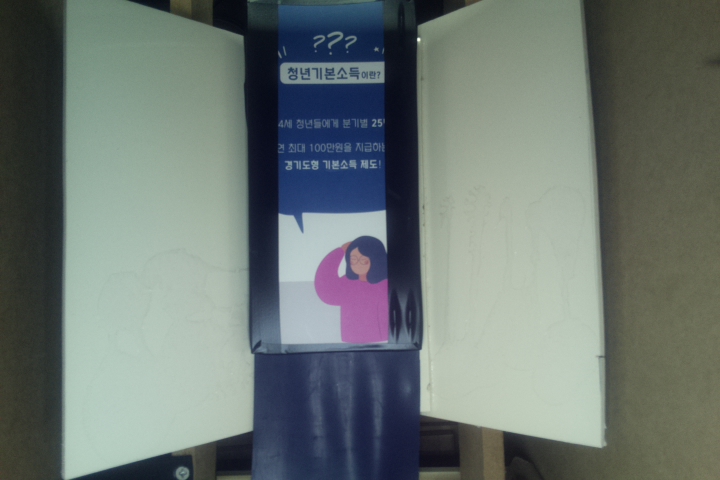 ???
청년기본소득이란?
4세 청년들에게 분기별 25
연 최대 100만원을 지급하는
경기도형 기본소득 제도!